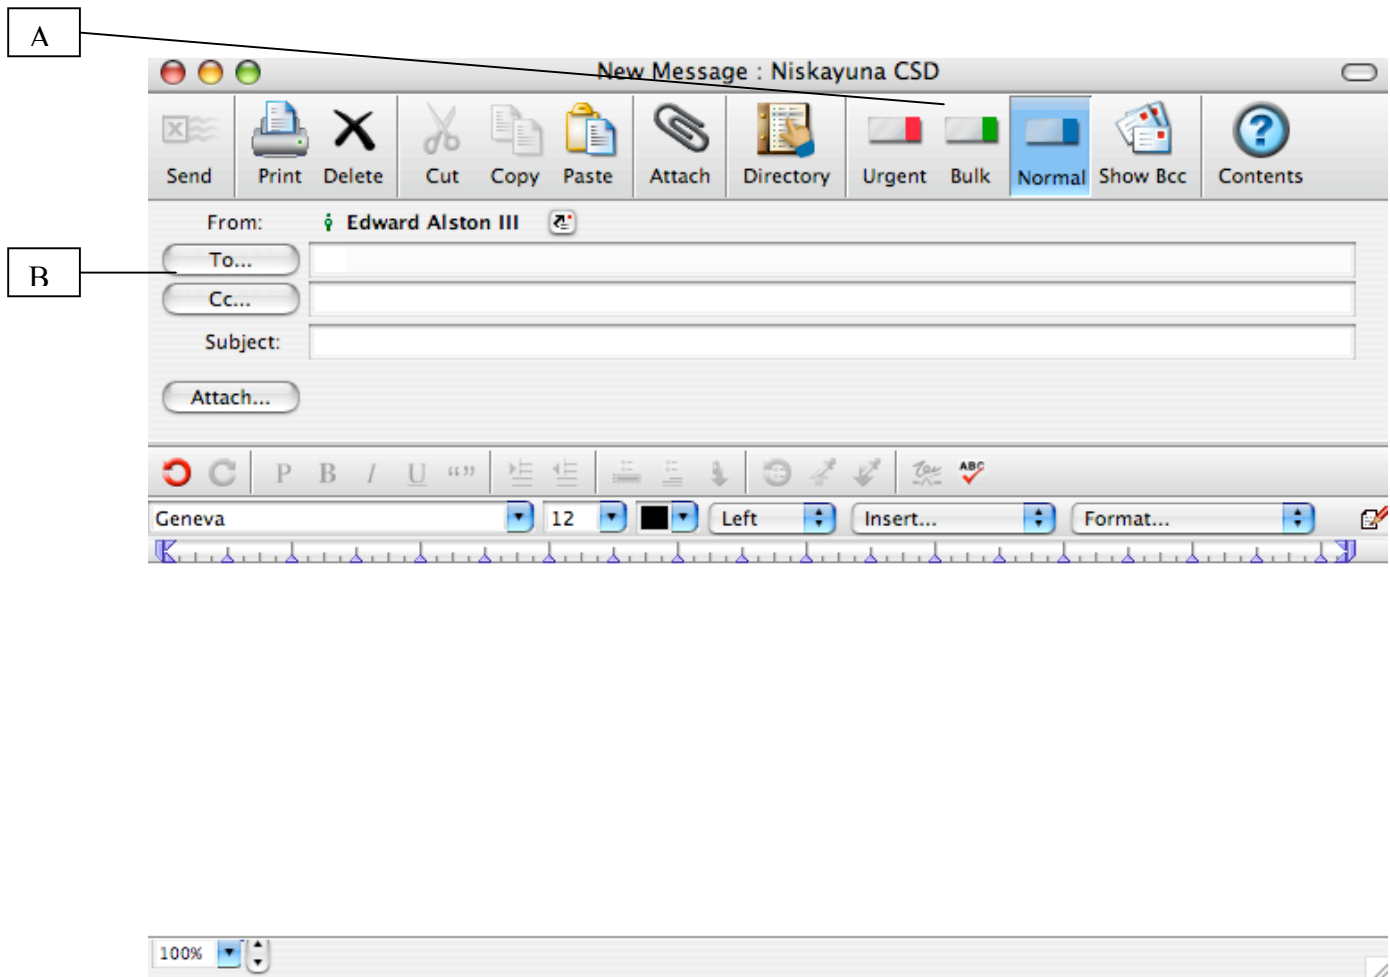 A
New Message : Niskayuna CSD
Send Print Delete Cut Copy Paste Attach Directory Urgent Bulk Normal Show Bcc Contents
From: Edward Alston III
B
To...
Cc...
Subject:
Attach...
P B I U “” ABC
Geneva 12 Left Insert... Format...
100%